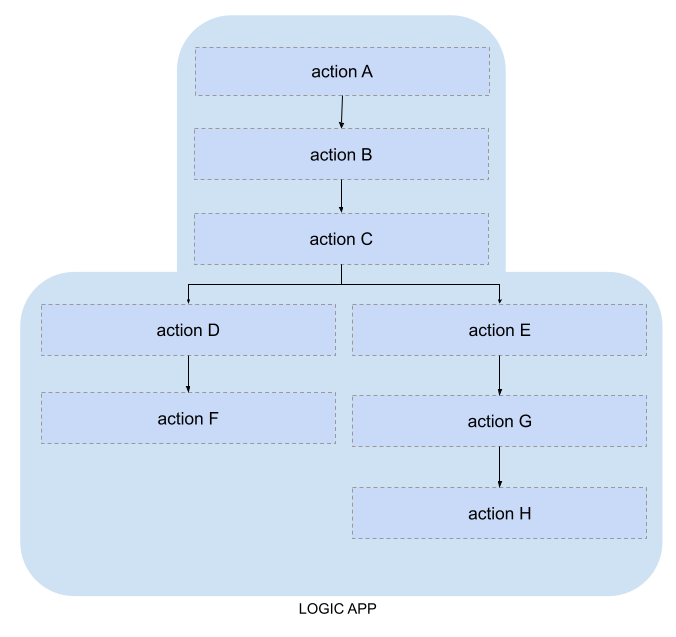 action A
action B
action C
action D
action E
action F
action G
action H
LOGIC APP